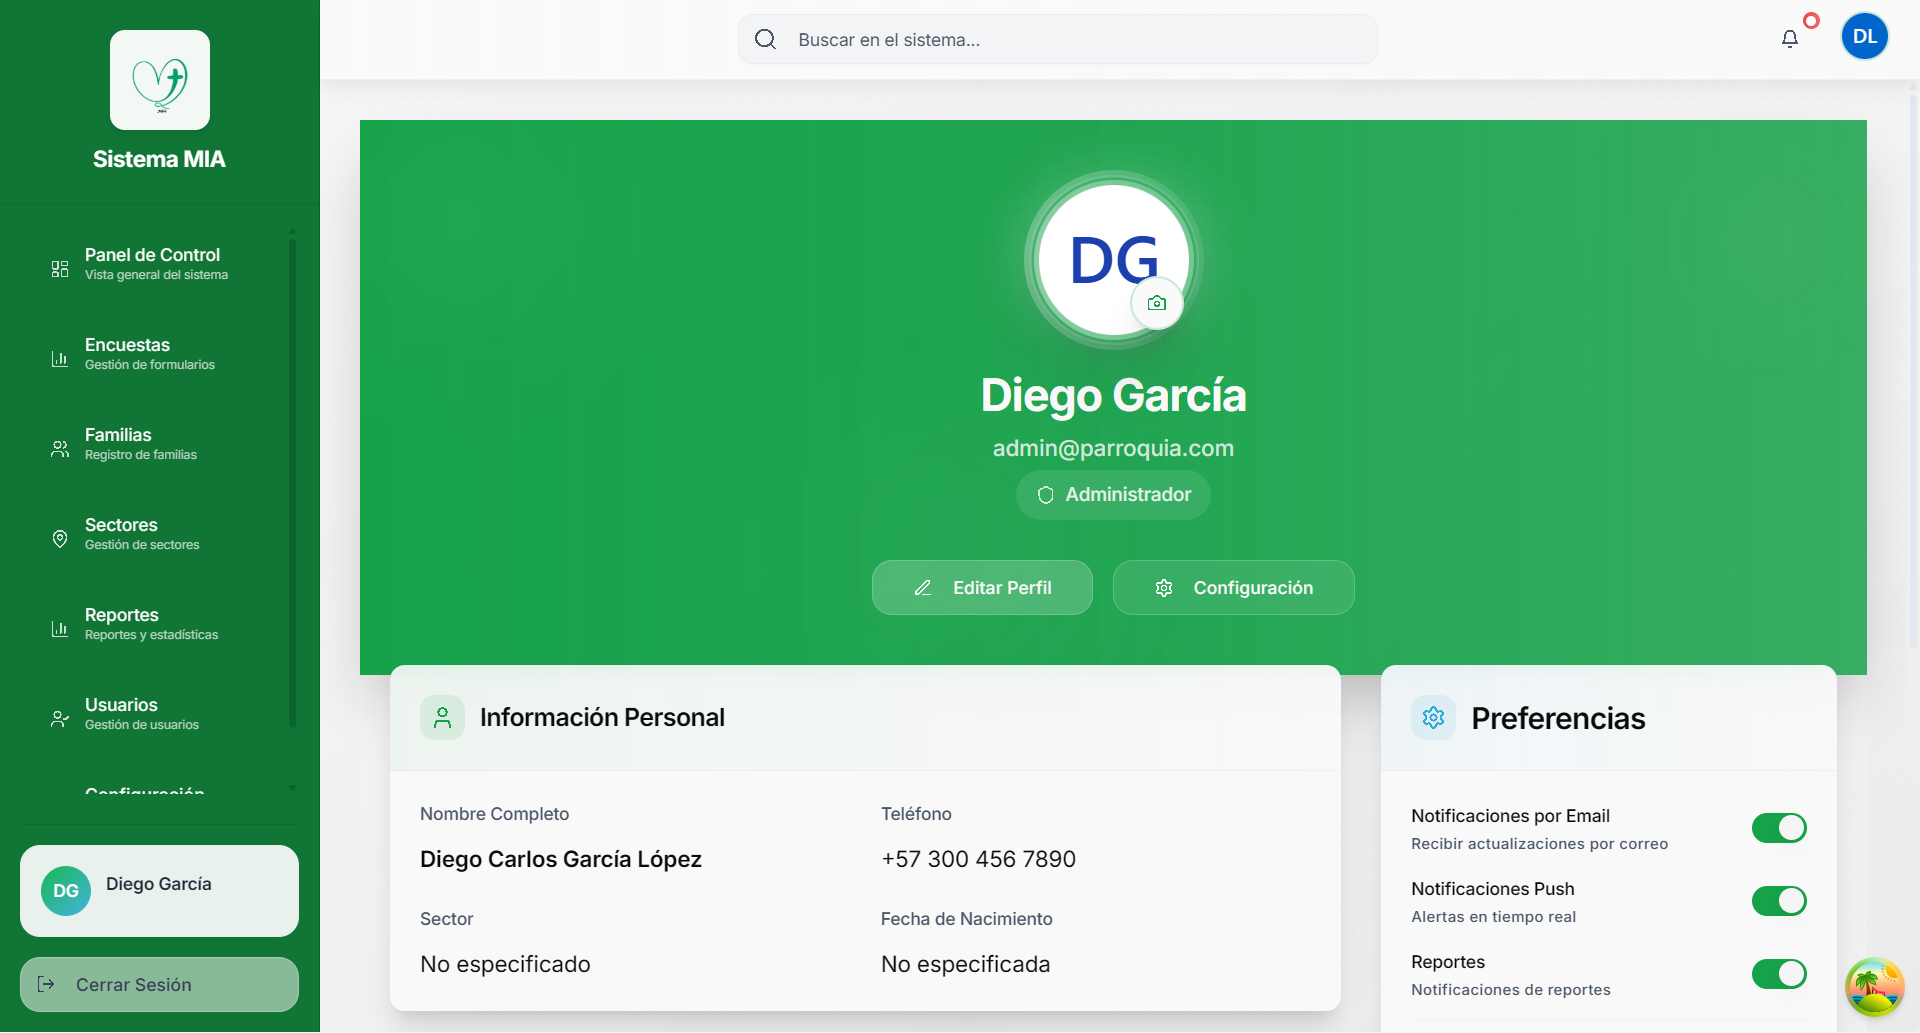 Sistema MIA
Panel de Control
Vista general del sistema
Encuestas
Gestión de formularios
Familias
Registro de familias
Sectores
Gestión de sectores
Reportes
Reportes y estadísticas
Usuarios
Gestión de usuarios
Configuración
DG
Diego García
Cerrar Sesión
Buscar en el sistema...
DL
DG
Diego García
admin@parroquia.com
Administrador
Editar Perfil
Configuración
Información Personal
Nombre Completo
Diego Carlos García López
Teléfono
+57 300 456 7890
Sector
No especificado
Fecha de Nacimiento
No especificada
Preferencias
Notificaciones por Email
Recibir actualizaciones por correo
Notificaciones Push
Alertas en tiempo real
Reportes
Notificaciones de reportes